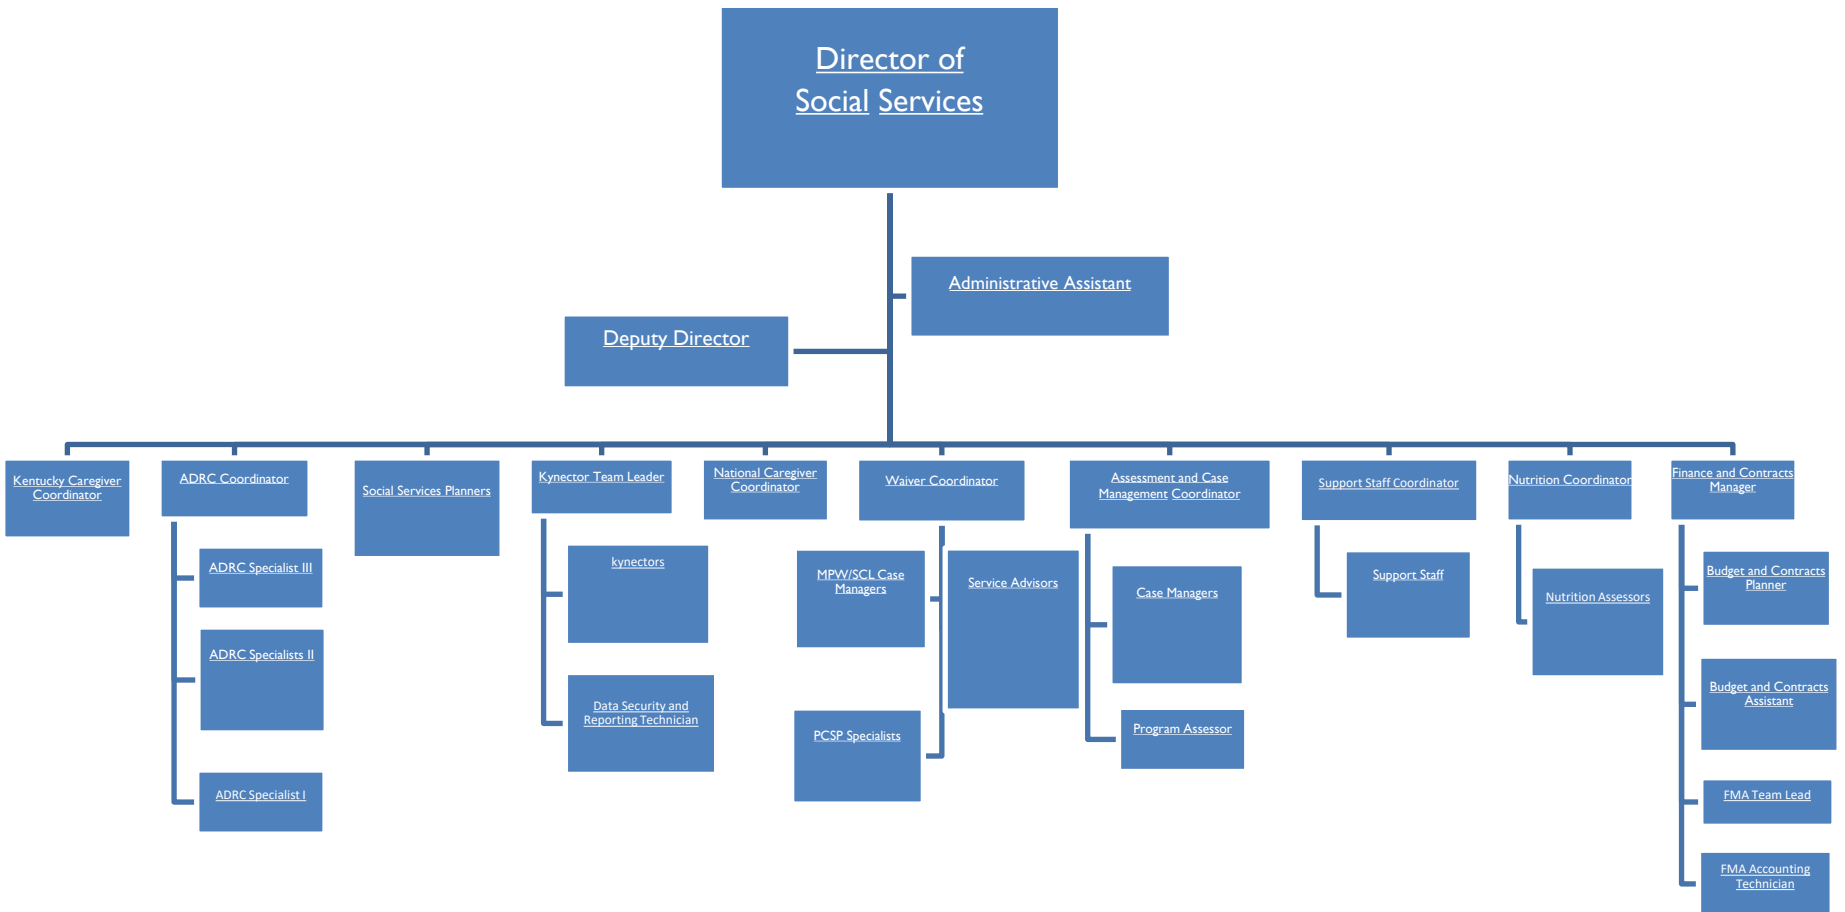 Director of
Social Services
Administrative Assistant
Deputy Director
Kentucky Caregiver
Coordinator
ADRC Coordinator
Social Services Planners
Kynector Team Leader
National Caregiver
Coordinator
Waiver Coordinator
Assessment and Case
Management Coordinator
Support Staff Coordinator
Nutrition Coordinator
Finance and Contracts
Manager
ADRC Specialist III
ADRC Specialists II
ADRC Specialist I
kynectors
Data Security and
Reporting Technician
MPW/SCL Case
Managers
PCSP Specialists
Service Advisors
Case Managers
Program Assessor
Support Staff
Nutrition Assessors
Budget and Contracts
Planner
Budget and Contracts
Assistant
FMA Team Lead
FMA Accounting
Technician